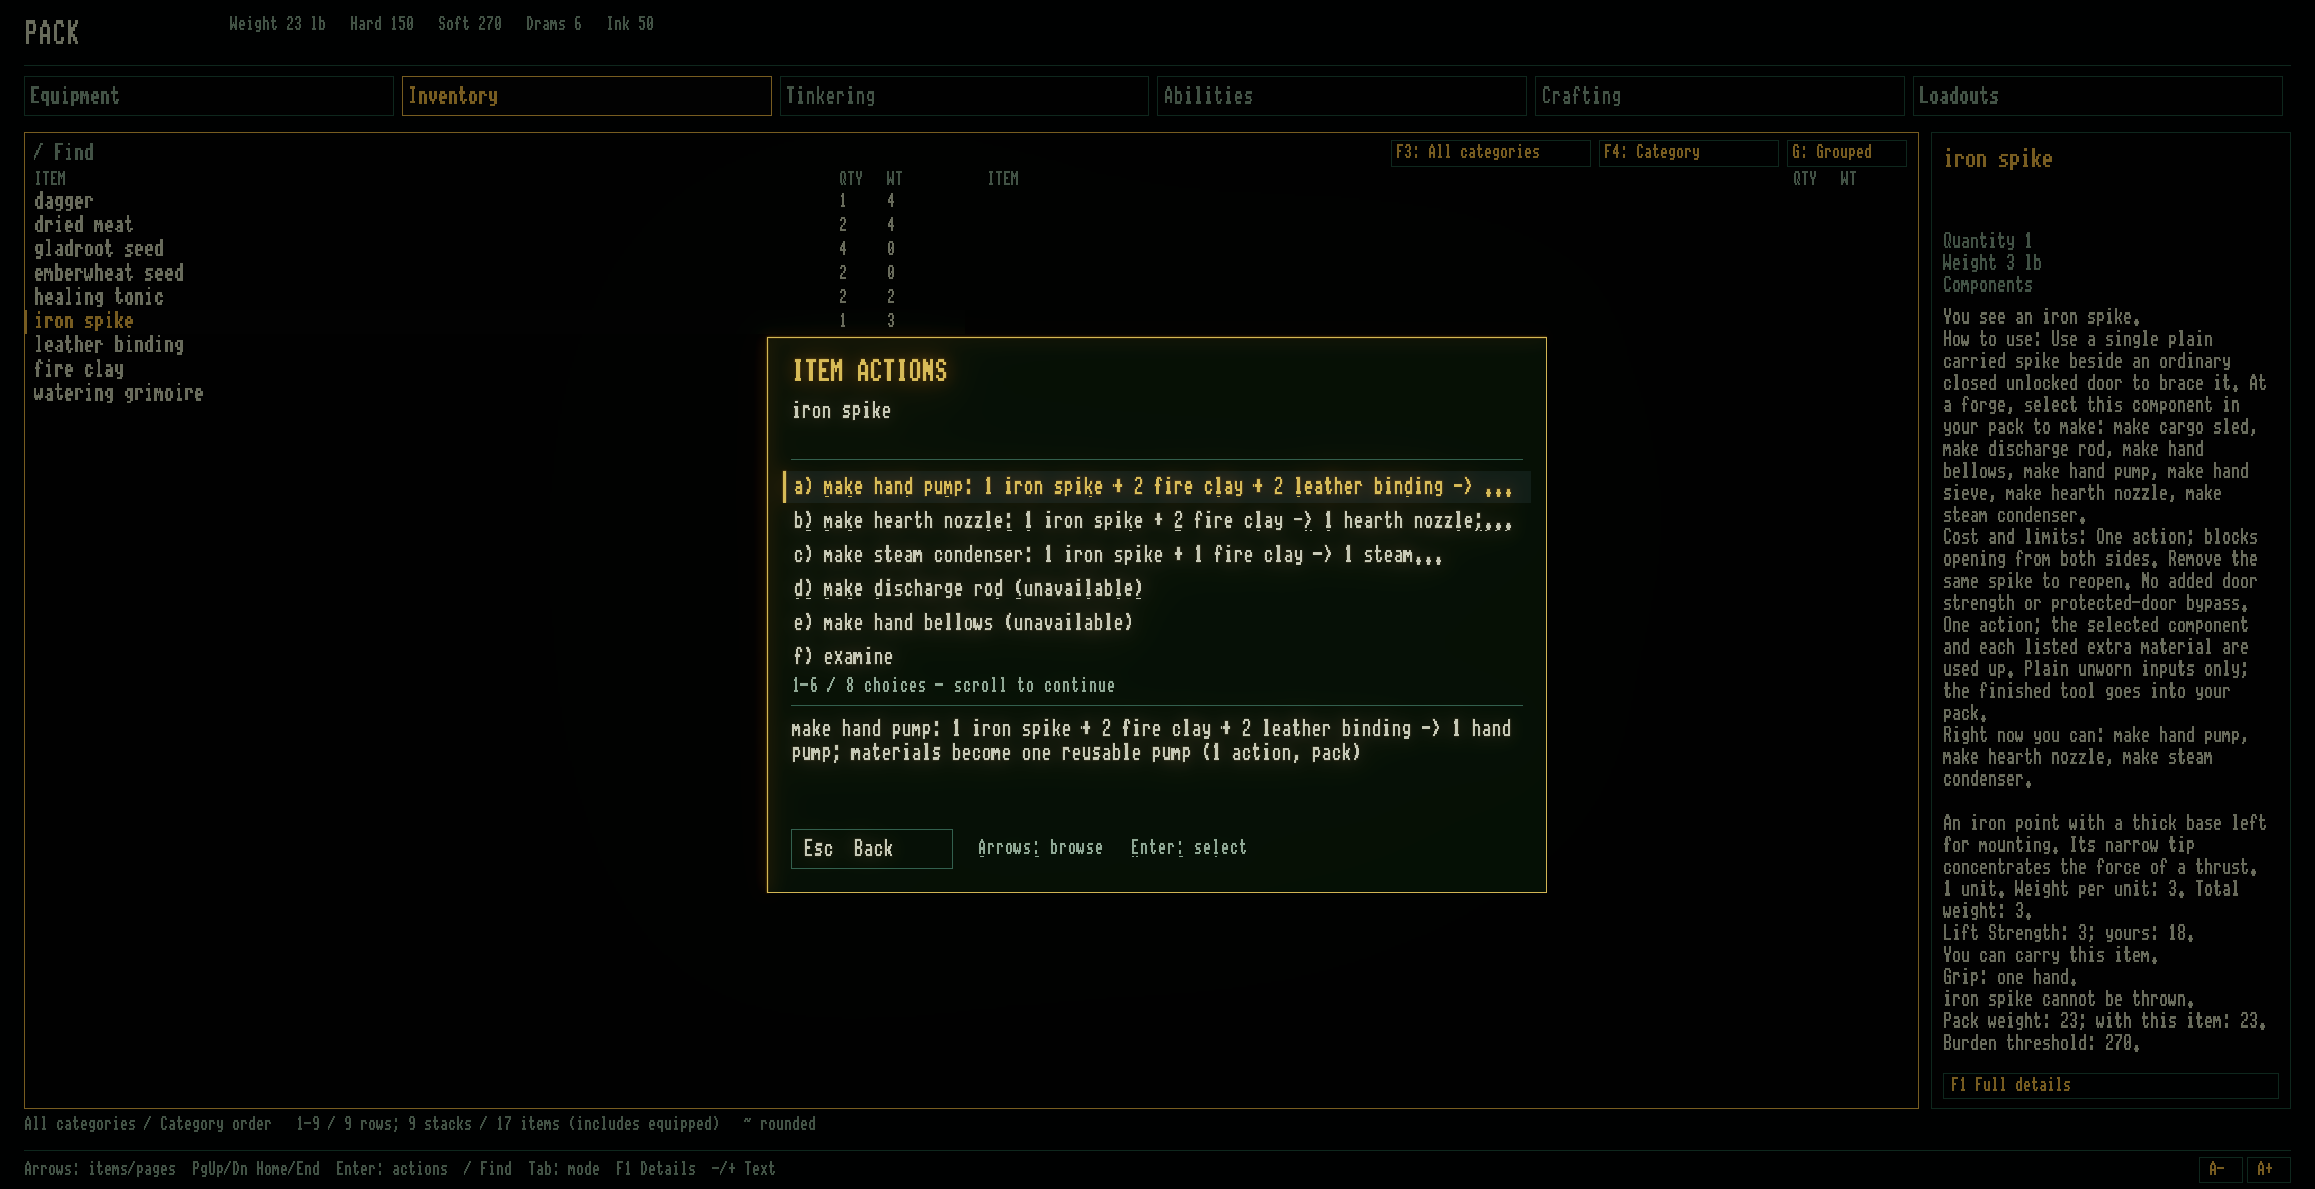 PACK
Weight 23 lb Hard 150 Soft 270 Drams 6 Ink 50
Equipment
Inventory
Tinkering
Abilities
Crafting
Loadouts
/ Find
F3: All categories
F4: Category
G: Grouped
ITEM QTY WT ITEM QTY WT
dagger 1 4
dried meat 2 4
gladroot seed 4 0
emberwheat seed 2 0
healing tonic 2 2
iron spike 1 3
leather binding
fire clay
watering grimoire
ITEM ACTIONS
iron spike
a) make hand pump: 1 iron spike + 2 fire clay + 2 leather binding -> ...
b) make hearth nozzle: 1 iron spike + 2 fire clay -> 1 hearth nozzle;...
c) make steam condenser: 1 iron spike + 1 fire clay -> 1 steam...
d) make discharge rod (unavailable)
e) make hand bellows (unavailable)
f) examine
1-6 / 8 choices - scroll to continue
make hand pump: 1 iron spike + 2 fire clay + 2 leather binding -> 1 hand
pump; materials become one reusable pump (1 action, pack)
Esc Back
Arrows: browse Enter: select
iron spike
Quantity 1
Weight 3 lb
Components
You see an iron spike.
How to use: Use a single plain
carried spike beside an ordinary
closed unlocked door to brace it. At
a forge, select this component in
your pack to make: make cargo sled,
make discharge rod, make hand
bellows, make hand pump, make hand
sieve, make hearth nozzle, make
steam condenser.
Cost and limits: One action; blocks
opening from both sides. Remove the
same spike to reopen. No added door
strength or protected-door bypass.
One action; the selected component
and each listed extra material are
used up. Plain unworn inputs only;
the finished tool goes into your
pack.
Right now you can: make hand pump,
make hearth nozzle, make steam
condenser.
An iron point with a thick base left
for mounting. Its narrow tip
concentrates the force of a thrust.
1 unit. Weight per unit: 3. Total
weight: 3.
Lift Strength: 3; yours: 18.
You can carry this item.
Grip: one hand.
iron spike cannot be thrown.
Pack weight: 23; with this item: 23.
Burden threshold: 270.
F1 Full details
All categories / Category order 1-9 / 9 rows; 9 stacks / 17 items (includes equipped) ~ rounded
Arrows: items/pages PgUp/Dn Home/End Enter: actions / Find Tab: mode F1 Details -/+ Text
A- A+